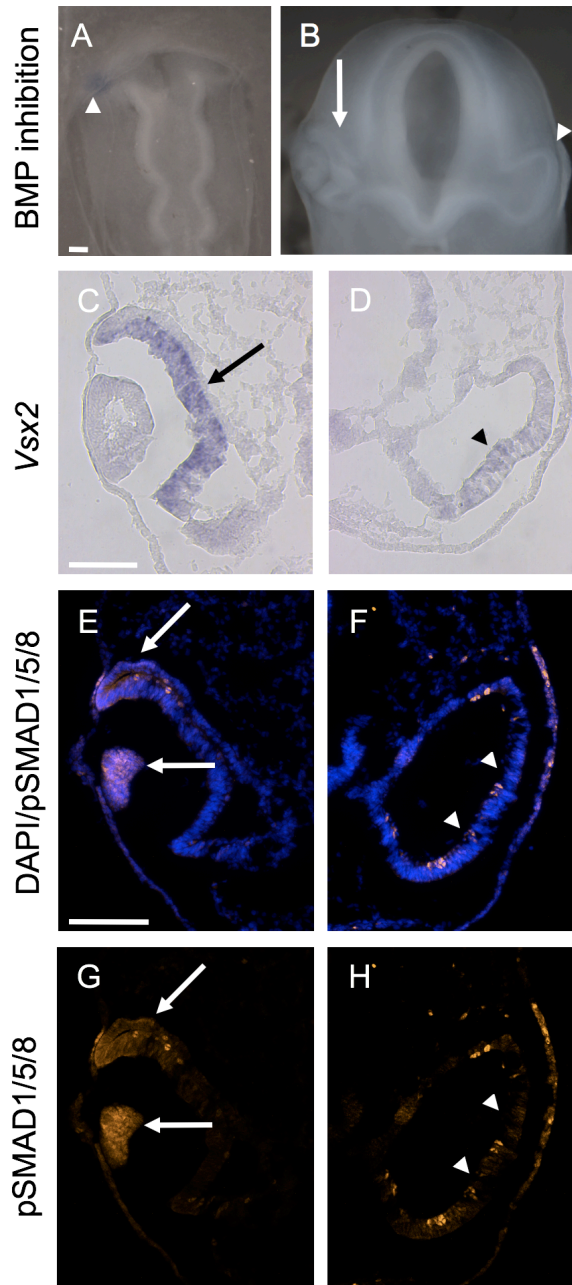 BMP inhibition
A
B
Vsx2
C
D
DAPI/pSMAD1/5/8
E
F
pSMAD1/5/8
G
H